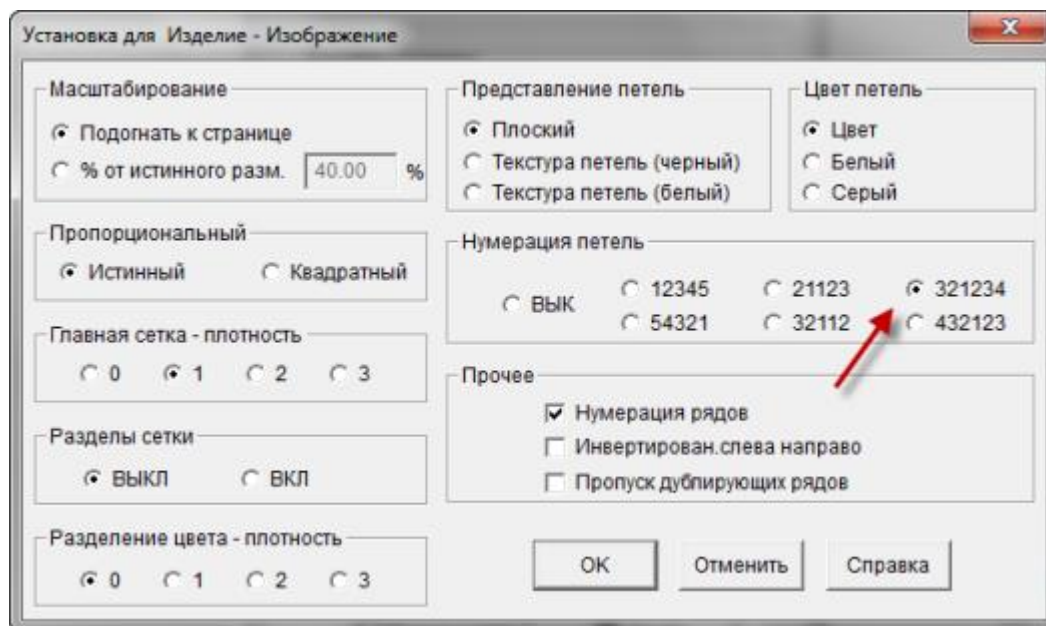 Установка для Изделие - Изображение
Масштабирование
Подогнать к странице
% от истинного разм. 40.00 %
Пропорциональный
Истинный Квадратный
Главная сетка - плотность
0 1 2 3
Разделы сетки
ВЫКЛ ВКЛ
Разделение цвета - плотность
0 1 2 3
Представление петель
Плоский
Текстура петель (черный)
Текстура петель (белый)
Цвет петель
Цвет
Белый
Серый
Нумерация петель
ВЫК
12345 21123 321234
54321 32112 432123
Прочее
Нумерация рядов
Инвертирован.слева направо
Пропуск дублирующих рядов
OK Отменить Справка